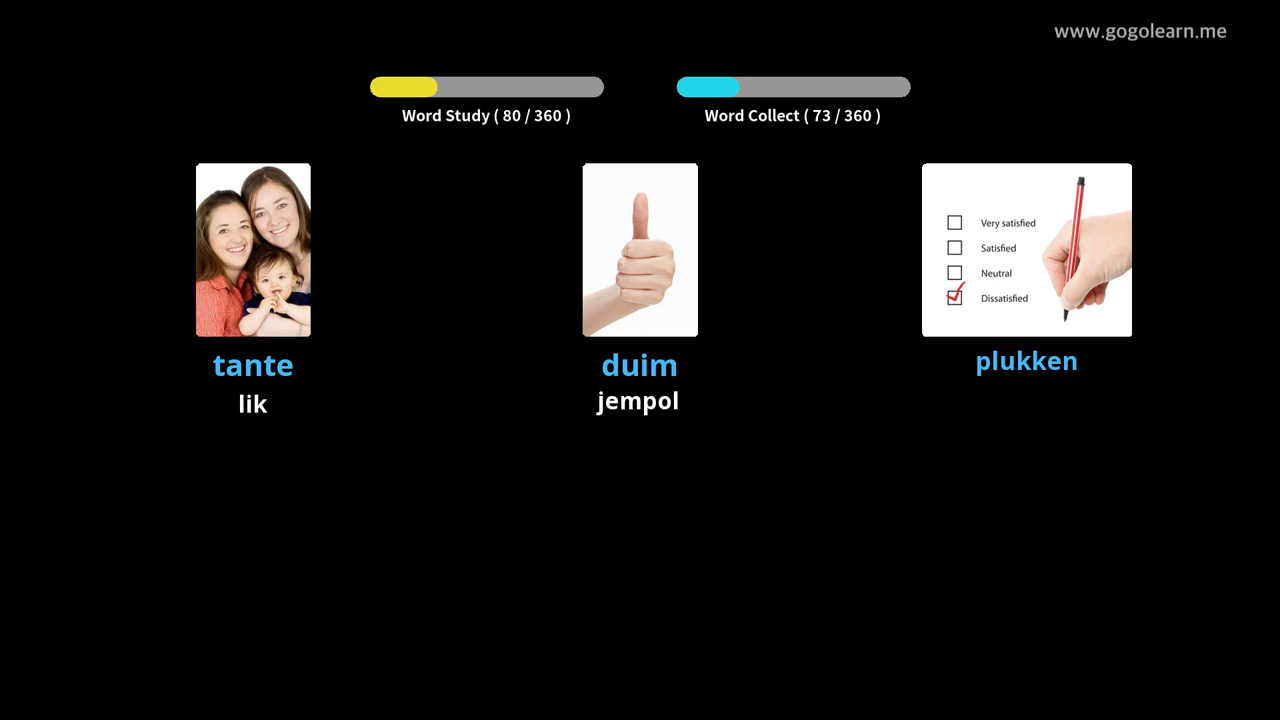 www.gogolearn.me
Word Study ( 80 / 360 )
Word Collect ( 73 / 360 )
Very satisfied
Satisfied
Neutral
Dissatisfied
tante
lik
duim
jempol
plukken